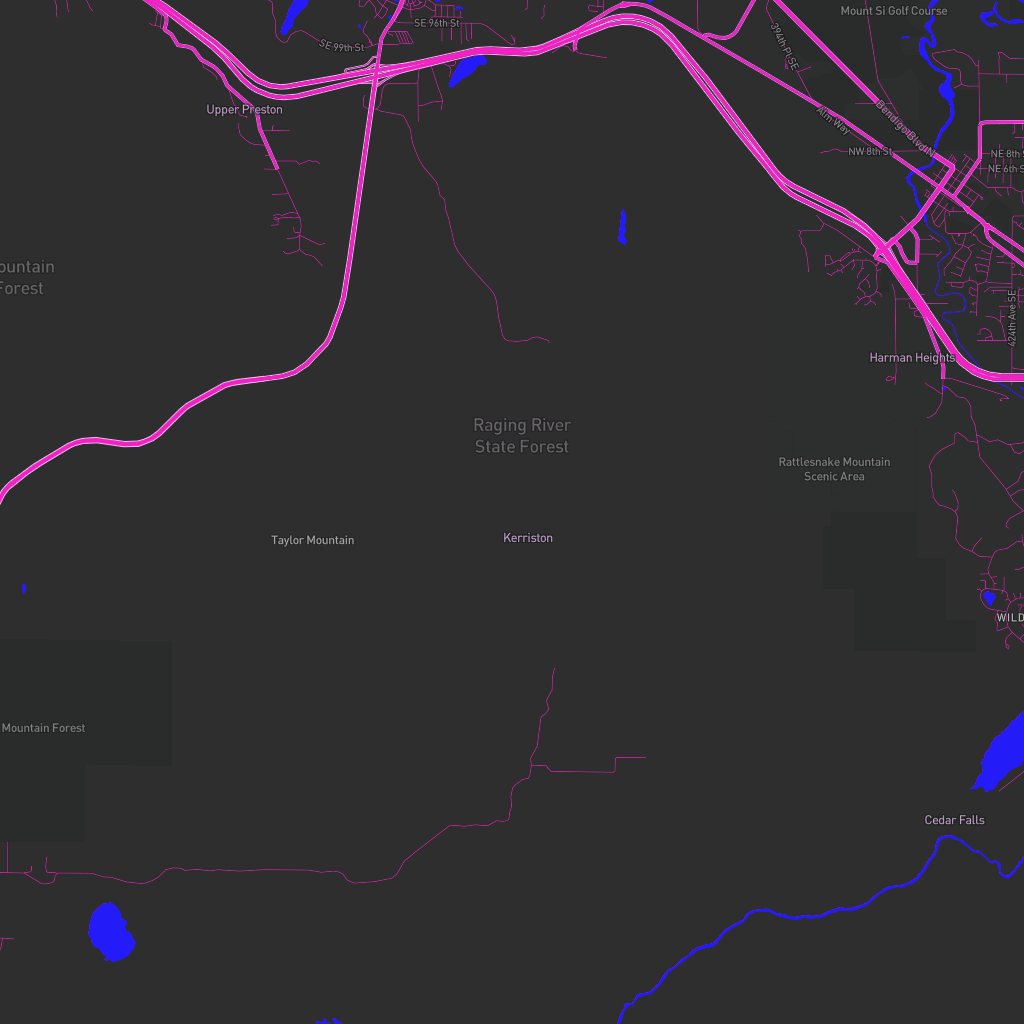 Mount Si Golf Course
SE 96th St
394th Pl SE
SE 99th St
Upper Preston
Alm Way
Bendigo Blvd N
NW 8th St
NE 8th S
NE 6th S
ountain
Forest
424th Ave SE
Harman Heights
Raging River
State Forest
Rattlesnake Mountain
Scenic Area
Taylor Mountain
Kerriston
WILD
Mountain Forest
Cedar Falls